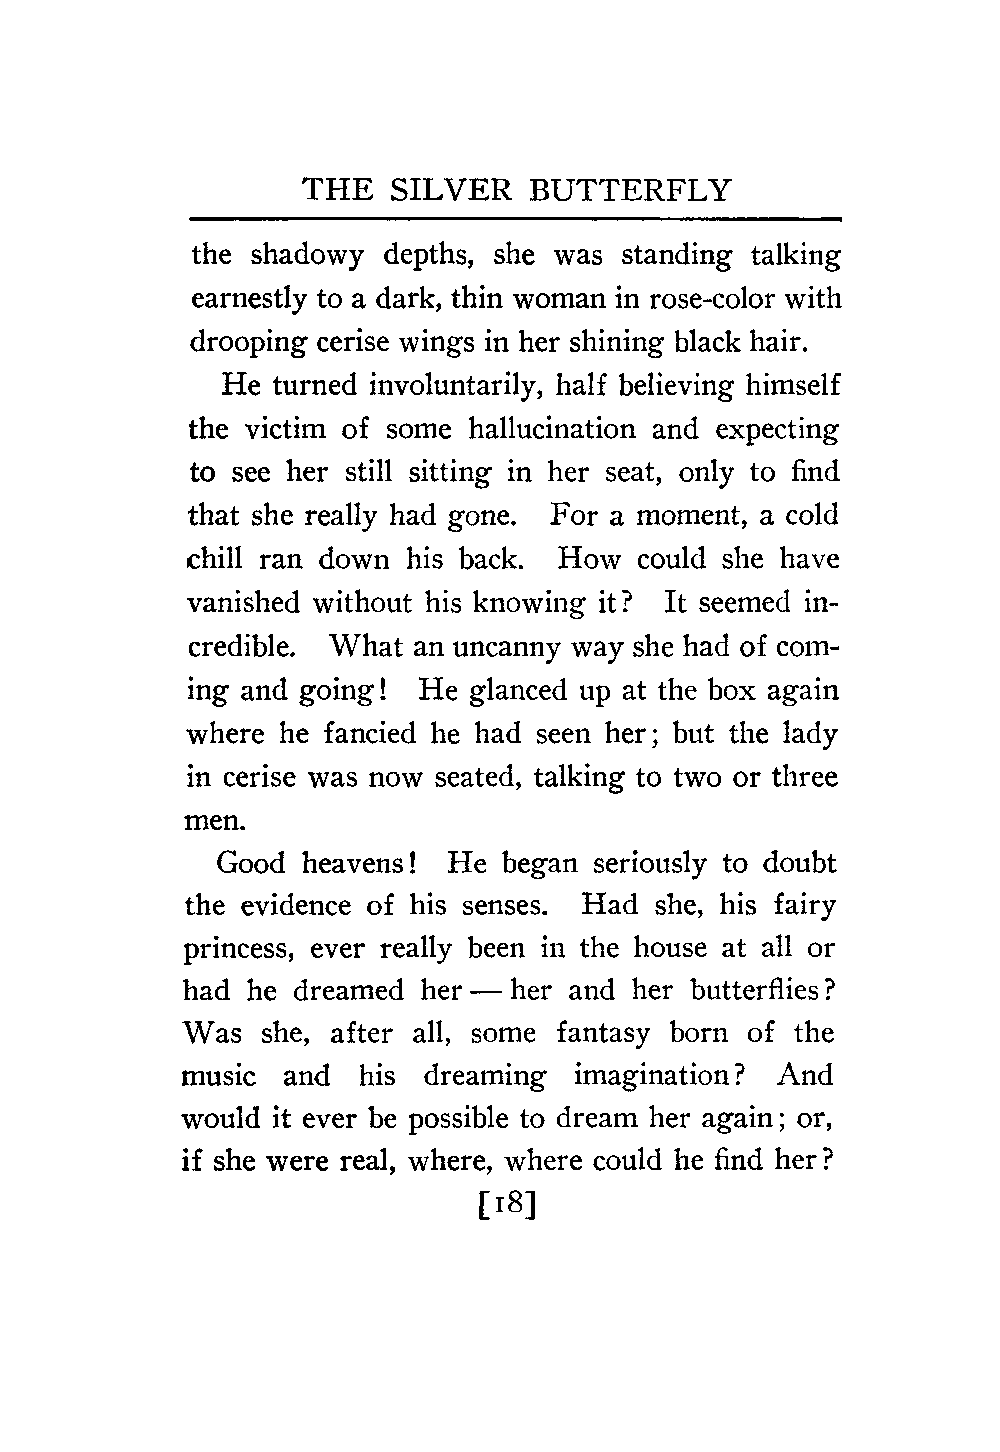 THE SILVER BUTTERFLY
the shadowy depths, she was standing talking
earnestly to a dark, thin woman in rose-color with
drooping cerise wings in her shining black hair.
He turned involuntarily, half believing himself
the victim of some hallucination and expecting
to see her still sitting in her seat, only to find
that she really had gone. For a moment, a cold
chill ran down his back. How could she have
vanished without his knowing it? It seemed in-
credible. What an uncanny way she had of com-
ing and going! He glanced up at the box again
where he fancied he had seen her; but the lady
in cerise was now seated, talking to two or three
men.
Good heavens! He began seriously to doubt
the evidence of his senses. Had she, his fairy
princess, ever really been in the house at all or
had he dreamed her — her and her butterflies?
Was she, after all, some fantasy born of the
music and his dreaming imagination? And
would it ever be possible to dream her again; or,
if she were real, where, where could he find her?
[18]